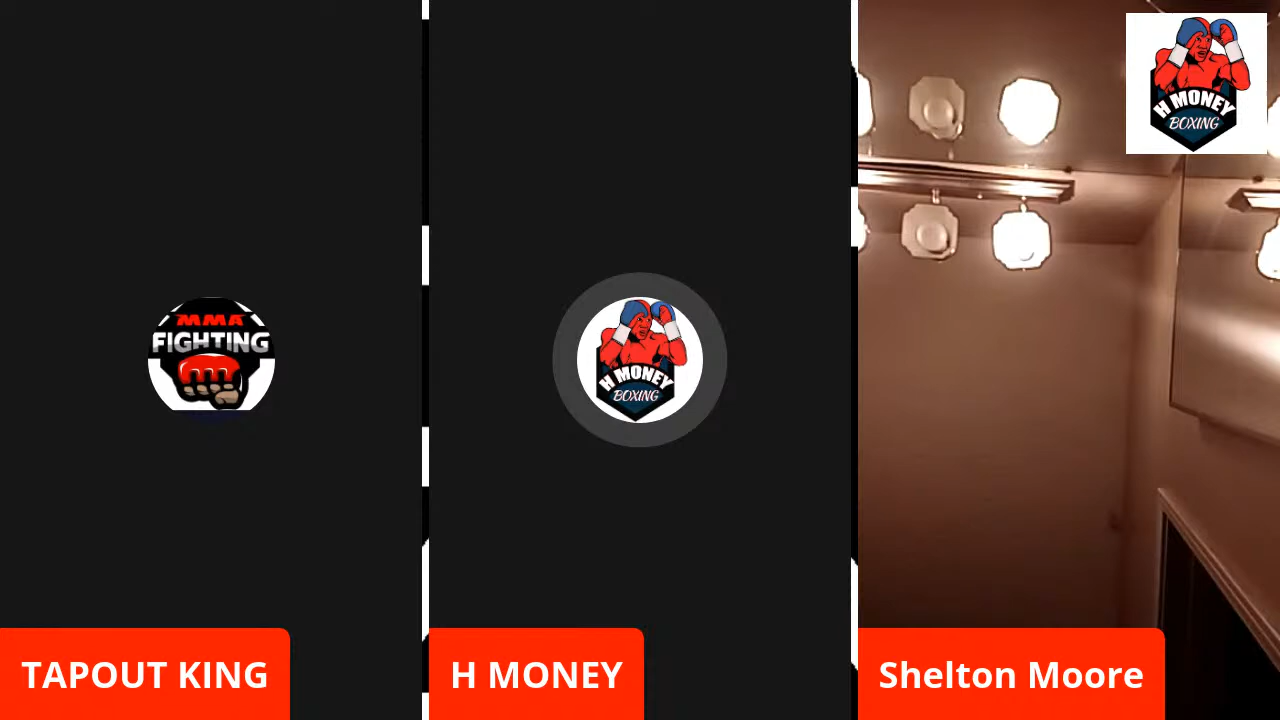 MMA
FIGHTING
H MONEY
BOXING
H MONEY
BOXING
TAPOUT KING
H MONEY
Shelton Moore